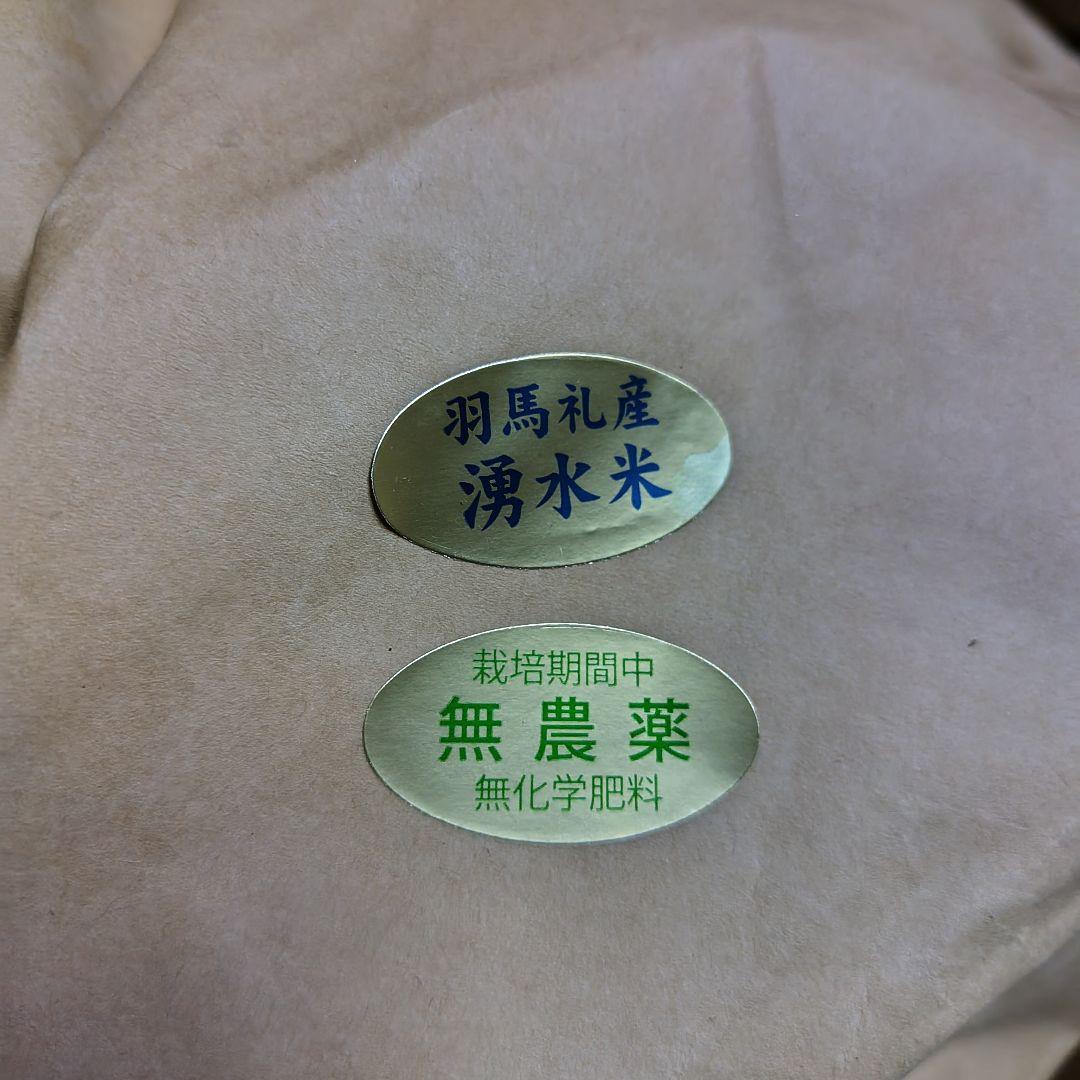 羽馬礼産
湧水米
栽培期間中
無農薬
無化学肥料